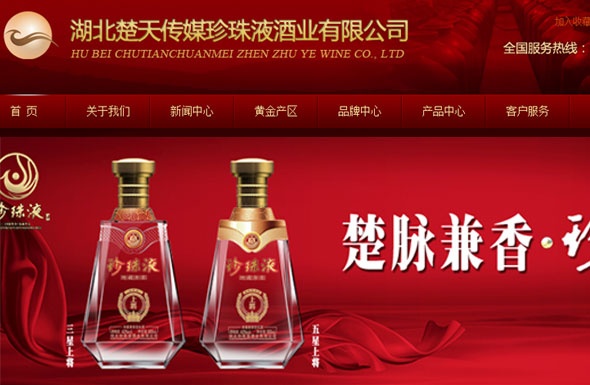 湖北楚天传媒珍珠液酒业有限公司
HU BEI CHUTIANCHUANMEI ZHEN ZHU YE WINE CO., LTD
加入收藏
全国服务热线：
首 页 关于我们 新闻中心 黄金产区 品牌中心 产品中心 客户服务
珍珠液
珍珠液
珍珠液
三星上将
五星上将
楚脉兼香·珍